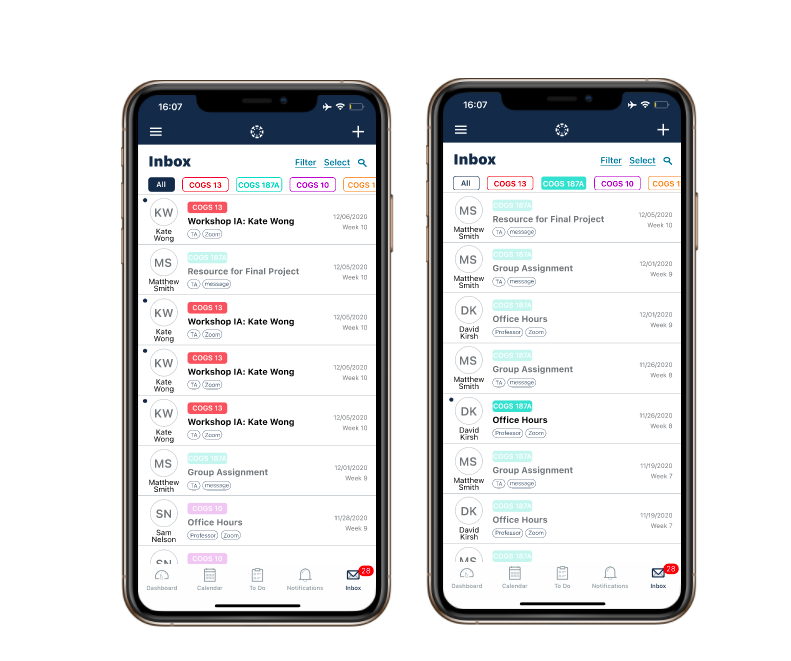 16:07
Inbox
Filter Select
All COGS 13 COGS 187A COGS 10 COGS 1
KW
Kate
Wong
COGS 13
Workshop IA: Kate Wong
TA Zoom
12/06/2020
Week 10
MS
Matthew
Smith
COGS 187A
Resource for Final Project
TA message
12/05/2020
Week 10
KW
Kate
Wong
COGS 13
Workshop IA: Kate Wong
TA Zoom
12/05/2020
Week 10
KW
Kate
Wong
COGS 13
Workshop IA: Kate Wong
TA Zoom
12/05/2020
Week 10
KW
Kate
Wong
COGS 13
Workshop IA: Kate Wong
TA Zoom
12/05/2020
Week 10
MS
Matthew
Smith
COGS 187A
Group Assignment
TA message
12/01/2020
Week 9
SN
Sam
Nelson
COGS 10
Office Hours
Professor Zoom
11/28/2020
Week 9
SN
COGS 10
Dashboard Calendar To Do Notifications Inbox
28
16:07
Inbox
Filter Select
All COGS 13 COGS 187A COGS 10 COGS 1
MS
Matthew
Smith
COGS 187A
Resource for Final Project
TA message
12/05/2020
Week 10
MS
Matthew
Smith
COGS 187A
Group Assignment
TA message
12/01/2020
Week 9
DK
David
Kirsh
COGS 187A
Office Hours
Professor Zoom
12/01/2020
Week 9
MS
Matthew
Smith
COGS 187A
Group Assignment
TA message
11/26/2020
Week 8
DK
David
Kirsh
COGS 187A
Office Hours
Professor Zoom
11/26/2020
Week 8
MS
Matthew
Smith
COGS 187A
Group Assignment
TA message
11/19/2020
Week 7
DK
David
Kirsh
COGS 187A
Office Hours
Professor Zoom
11/19/2020
Week 7
MS
COGS 187A
Dashboard Calendar To Do Notifications Inbox
28